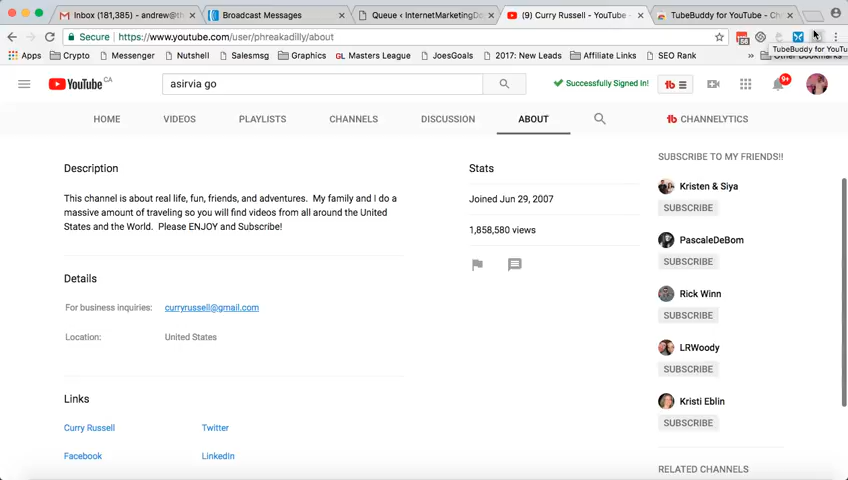 Inbox (181,385) - andrew@th
Broadcast Messages
Queue ‹ InternetMarketingDo
(9) Curry Russell - YouTube -
TubeBuddy for YouTube - Ch
Secure
https://www.youtube.com/user/phreakadilly/about
58
TubeBuddy for YouTu
Apps
Crypto
Messenger
Nutshell
Salesmsg
Graphics
Masters League
JoesGoals
2017: New Leads
Affiliate Links
SEO Rank
»
Other Bookmarks
YouTube CA
asirvia go
Successfully Signed In!
tb
9+
HOME
VIDEOS
PLAYLISTS
CHANNELS
DISCUSSION
ABOUT
tb CHANNELYTICS
Description
This channel is about real life, fun, friends, and adventures. My family and I do a
massive amount of traveling so you will find videos from all around the United
States and the World. Please ENJOY and Subscribe!
Details
For business inquiries: curryrussell@gmail.com
Location: United States
Links
Curry Russell
Twitter
Facebook
Linkedin
Stats
Joined Jun 29, 2007
1,858,580 views
SUBSCRIBE TO MY FRIENDS!!
Kristen & Siya
SUBSCRIBE
PascaleDeBom
SUBSCRIBE
Rick Winn
SUBSCRIBE
LRWoody
SUBSCRIBE
Kristi Eblin
SUBSCRIBE
RELATED CHANNELS